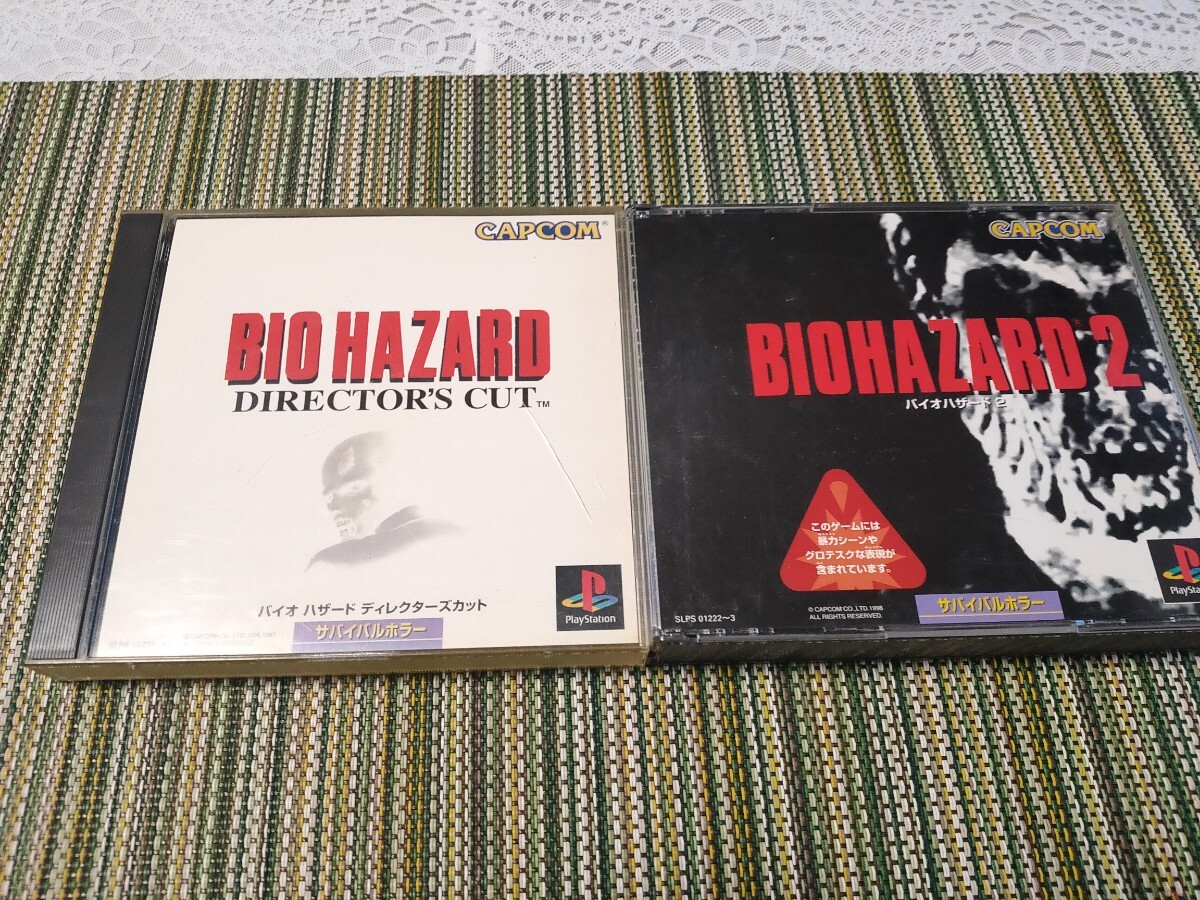 CAPCOM®
BIO HAZARD
DIRECTOR'S CUT™
バイオ ハザード ディレクターズカット
サバイバルホラー
PlayStation
CAPCOM
BIOHAZARD 2
バイオハザード 2
このゲームには
暴力シーンや
グロテスクな表現が
含まれています。
© CAPCOM CO., LTD. 1998
ALL RIGHTS RESERVED.
SLPS 01222～3
サバイバルホラー
PlaySta